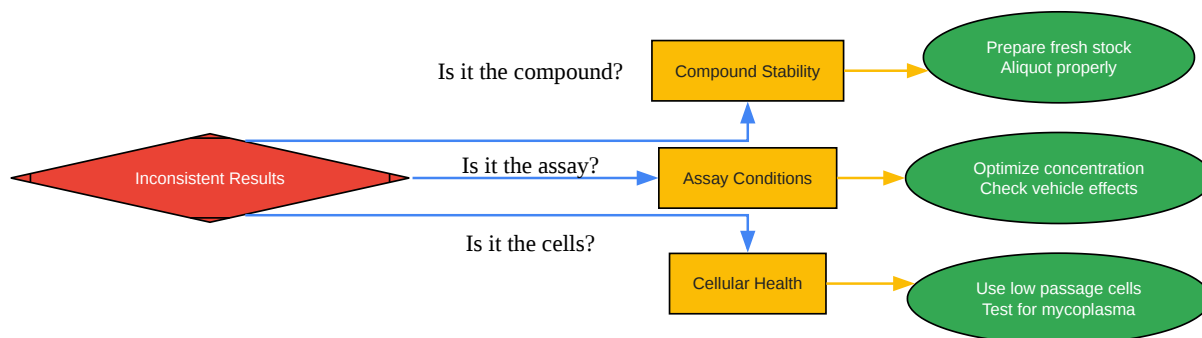 Is it the compound?
Compound Stability
Prepare fresh stock
Aliquot properly
Inconsistent Results
Is it the assay?
Assay Conditions
Optimize concentration
Check vehicle effects
Is it the cells?
Cellular Health
Use low passage cells
Test for mycoplasma